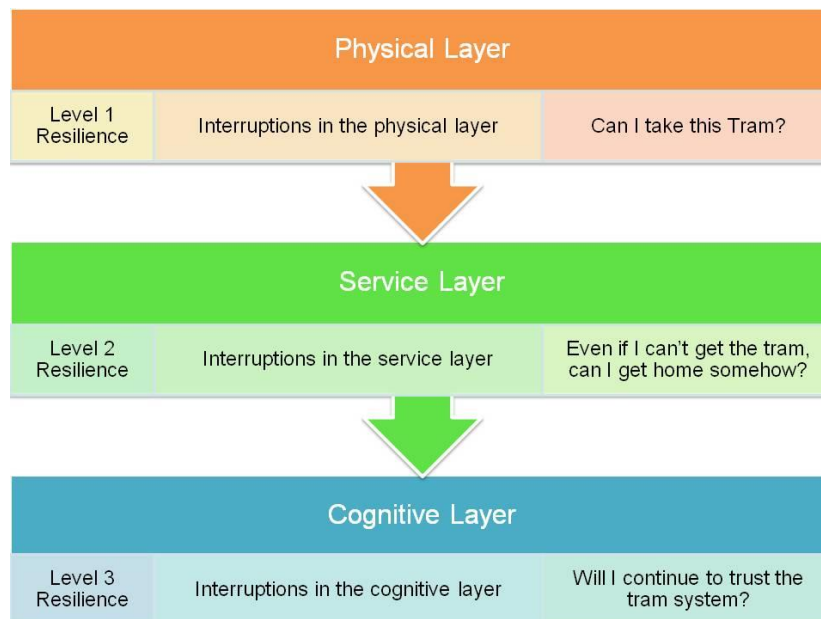 Physical Layer
Level 1
Resilience
Interruptions in the physical layer
Can I take this Tram?
Service Layer
Level 2
Resilience
Interruptions in the service layer
Even if I can't get the tram,
can I get home somehow?
Cognitive Layer
Level 3
Resilience
Interruptions in the cognitive layer
Will I continue to trust the
tram system?